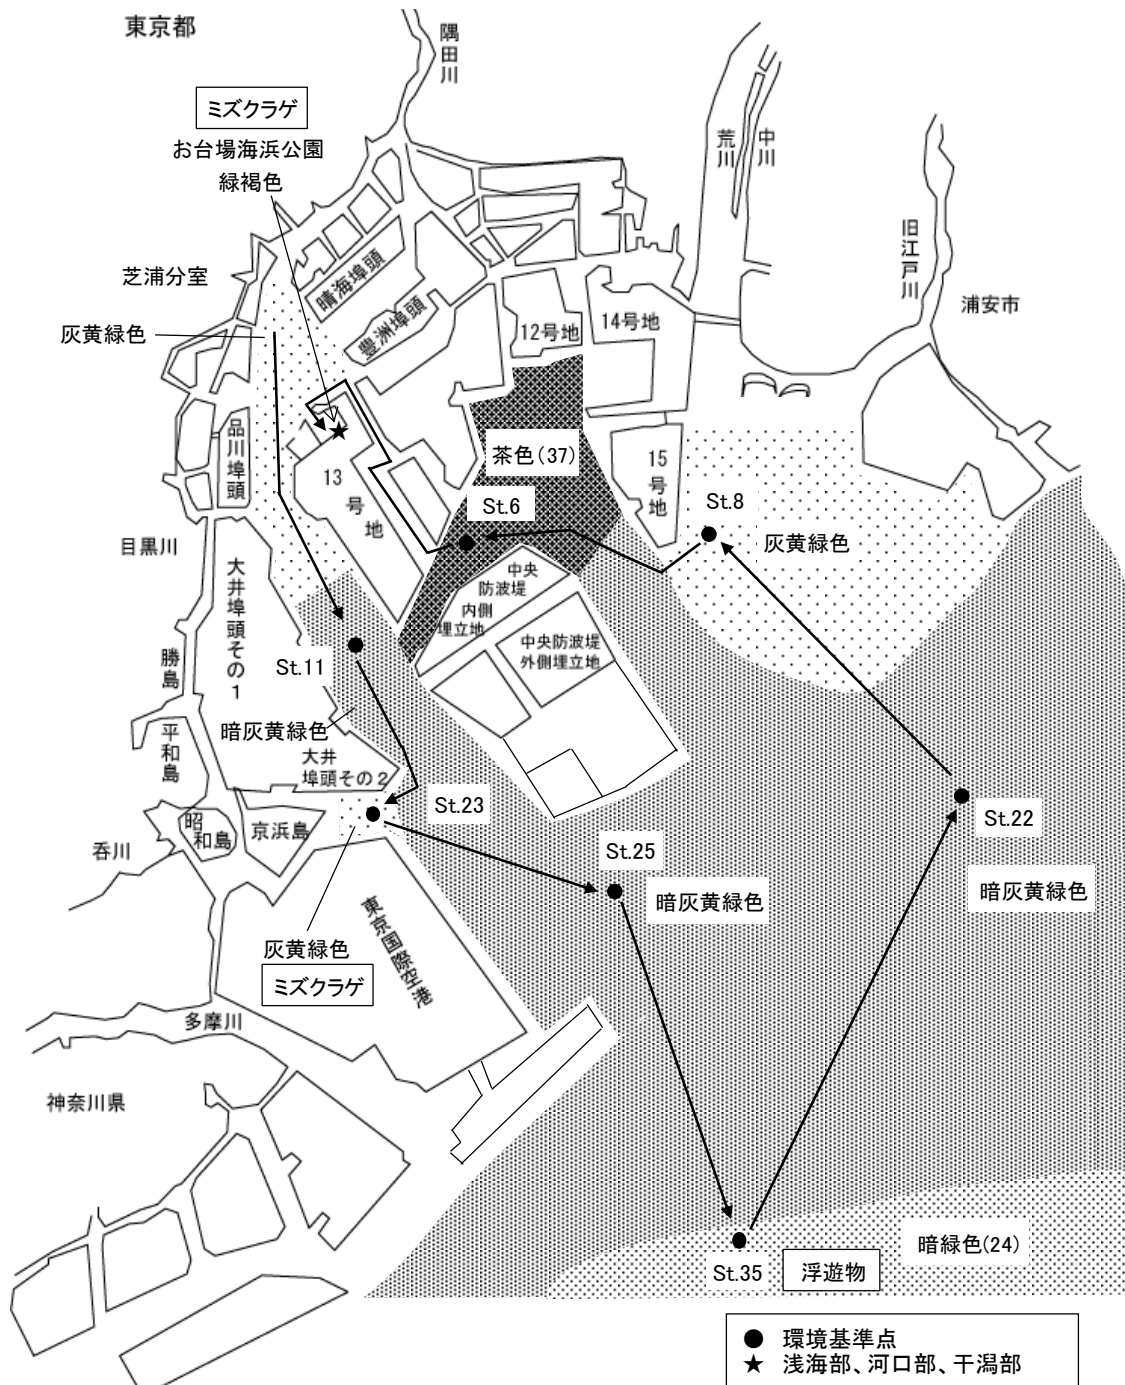 東京都
隅田川
ミズクラゲ
お台場海浜公園
緑褐色
荒川
中川
旧江戸川
浦安市
芝浦分室
灰黄緑色
晴海埠頭
豊洲埠頭
12号地
14号地
品川埠頭
13号地
茶色(37)
St.6
15号地
St.8
灰黄緑色
目黒川
大井埠頭その1
中央
防波堤
内側
埋立地
中央防波堤
外側埋立地
勝島
St.11
暗灰黄緑色
平和島
大井
埠頭その2
St.23
St.22
暗灰黄緑色
昭和島
京浜島
呑川
St.25
暗灰黄緑色
東京国際空港
灰黄緑色
ミズクラゲ
多摩川
神奈川県
暗緑色(24)
St.35
浮遊物
● 環境基準点
★ 浅海部、河口部、干潟部